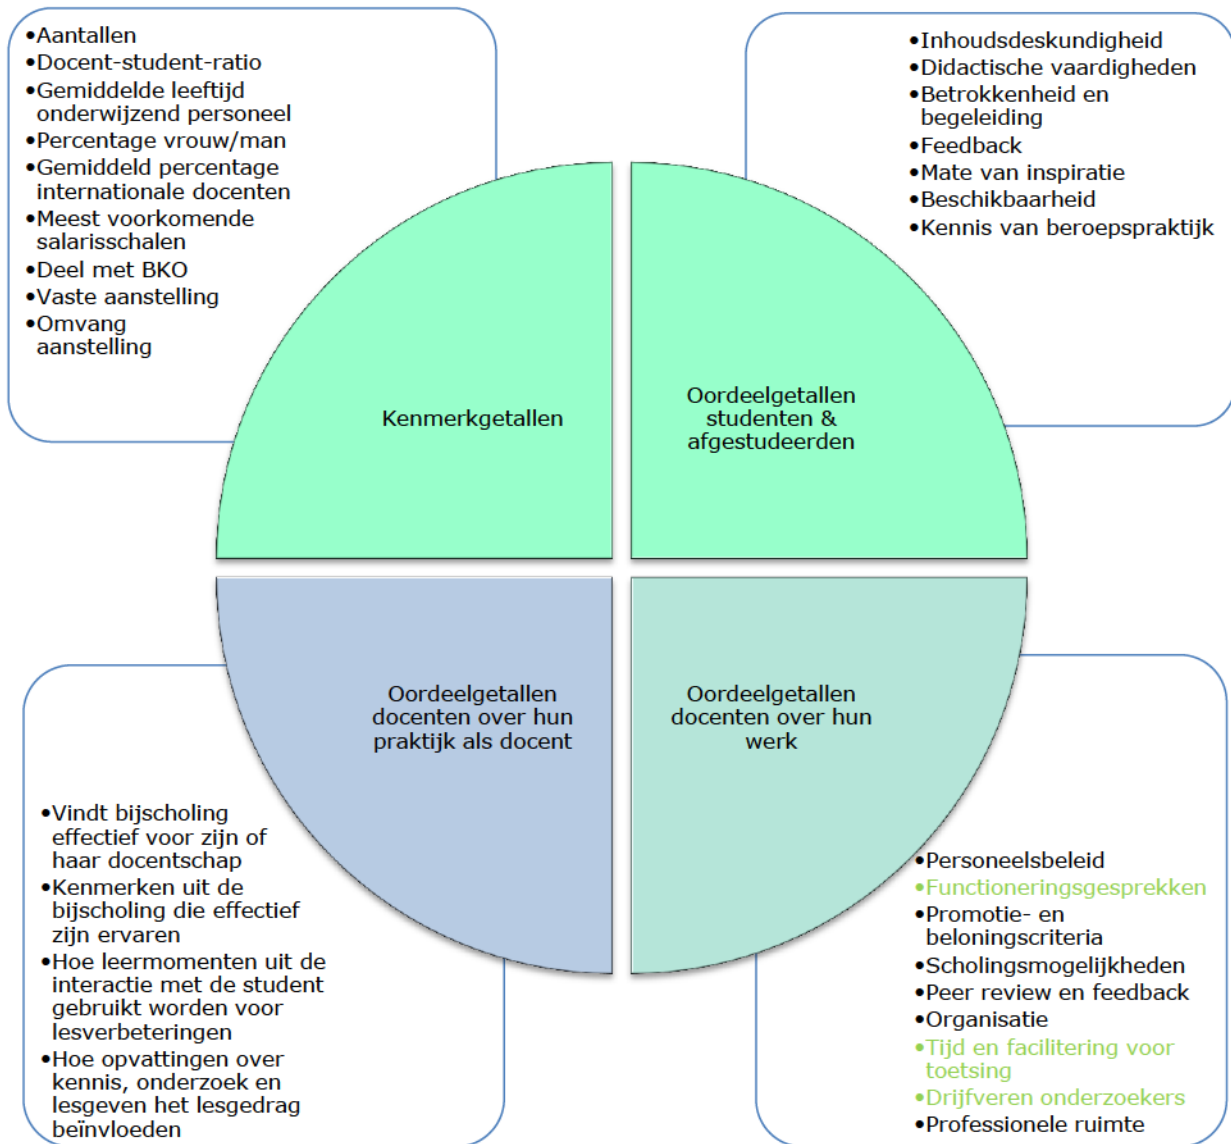 •Aantallen
•Docent-student-ratio
•Gemiddelde leeftijd
onderwijzend personeel
•Percentage vrouw/man
•Gemiddeld percentage
internationale docenten
•Meest voorkomende
salarisschalen
•Deel met BKO
•Vaste aanstelling
•Omvang
aanstelling
•Inhoudsdeskundigheid
•Didactische vaardigheden
•Betrokkenheid en
begeleiding
•Feedback
•Mate van inspiratie
•Beschikbaarheid
•Kennis van beroepspraktijk
Kenmerkgetallen
Oordeelgetallen
studenten &
afgestudeerden
Oordeelgetallen
docenten over hun
praktijk als docent
Oordeelgetallen
docenten over hun
werk
•Vindt bijscholing
effectief voor zijn of
haar docentschap
•Kenmerken uit de
bijscholing die effectief
zijn ervaren
•Hoe leermomenten uit de
interactie met de student
gebruikt worden voor
lesverbeteringen
•Hoe opvattingen over
kennis, onderzoek en
lesgeven het lesgedrag
beïnvloeden
•Personeelsbeleid
•Functioneringsgesprekken
•Promotie- en
beloningscriteria
•Scholingsmogelijkheden
•Peer review en feedback
•Organisatie
•Tijd en facilitering voor
toetsing
•Drijfveren onderzoekers
•Professionele ruimte